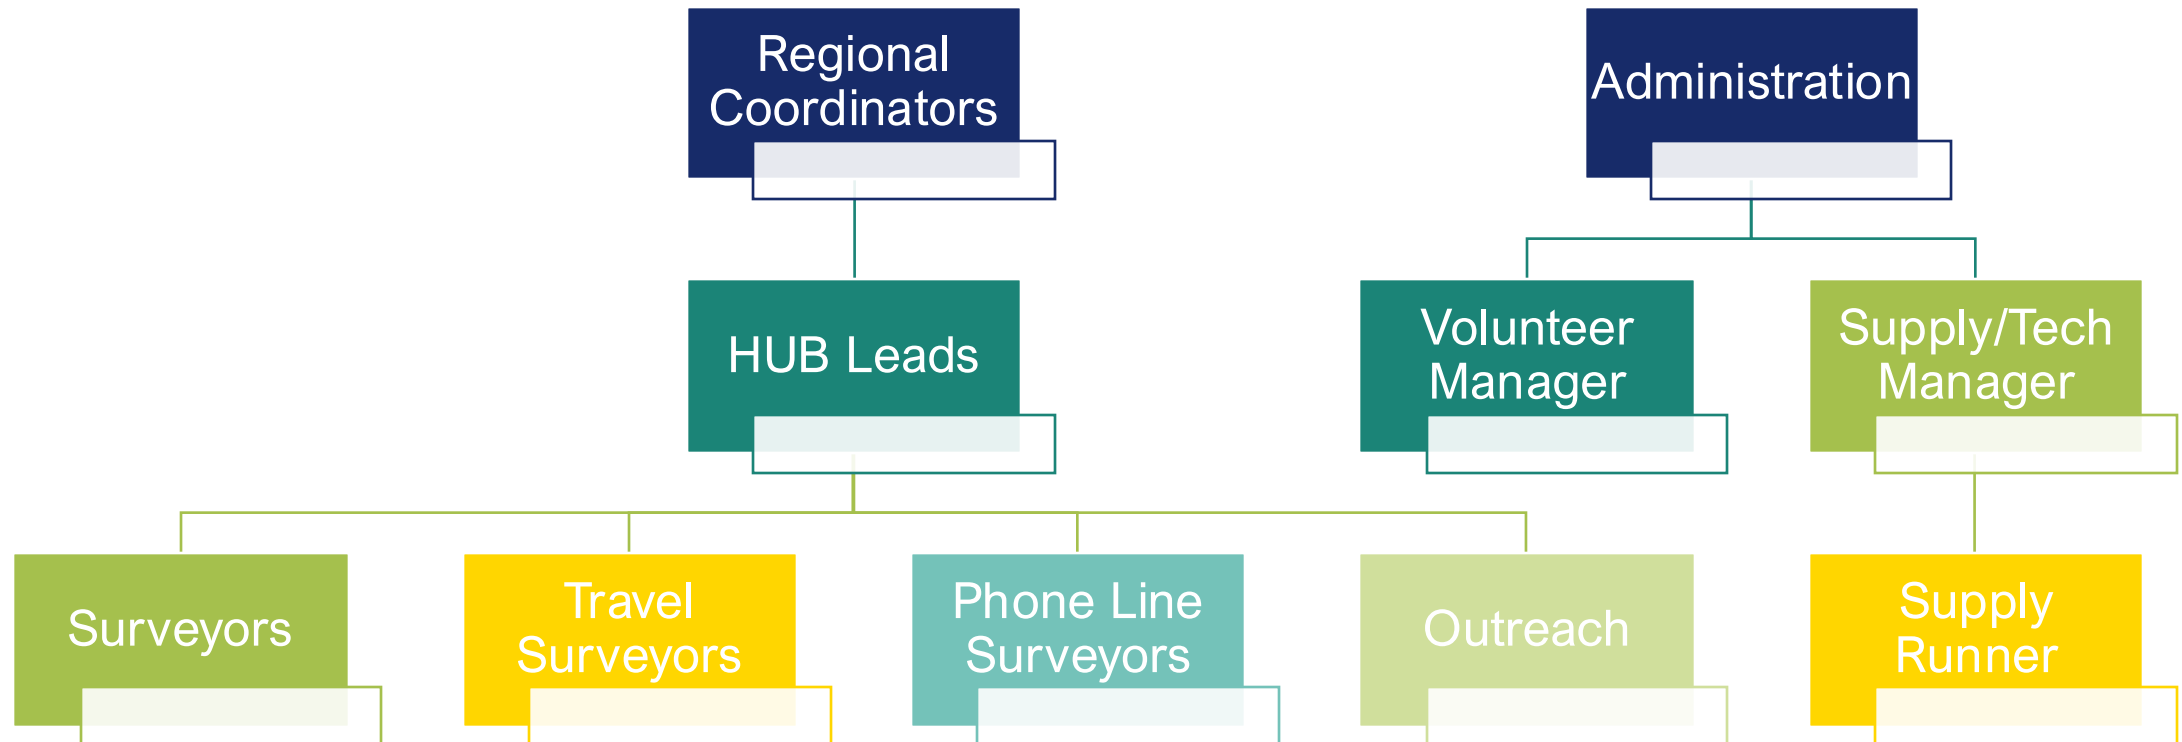 Regional
Coordinators
Administration
HUB Leads
Volunteer
Manager
Supply/Tech
Manager
Surveyors
Travel
Surveyors
Phone Line
Surveyors
Outreach
Supply
Runner